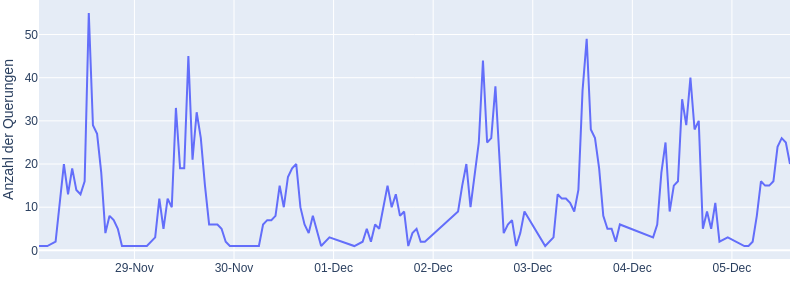 Anzahl der Querungen
50
40
30
20
10
0
29-Nov
30-Nov
01-Dec
02-Dec
03-Dec
04-Dec
05-Dec